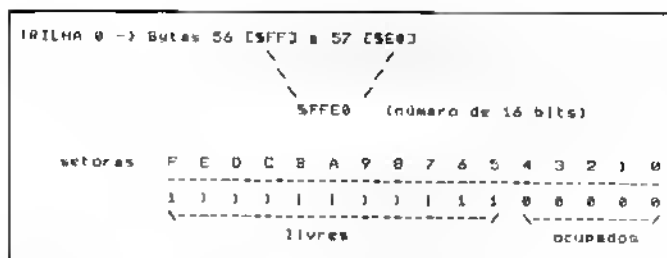 TRILHA 0 -> Bytes 56 [$FF] e 57 [$E0]
$FFE0 (número de 16 bits)
setores F E D C B A 9 8 7 6 5 4 3 2 1 0
1 1 1 1 1 1 1 1 1 1 1 0 0 0 0 0
livres ocupados